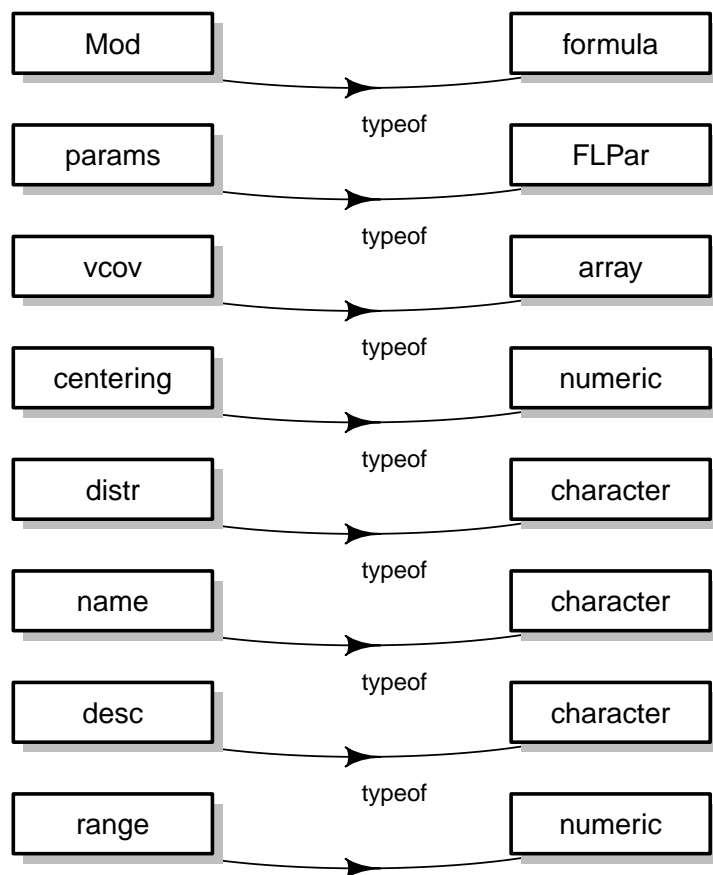 Mod formula
typeof
params FLPar
typeof
vcov array
typeof
centering numeric
typeof
distr character
typeof
name character
typeof
desc character
typeof
range numeric